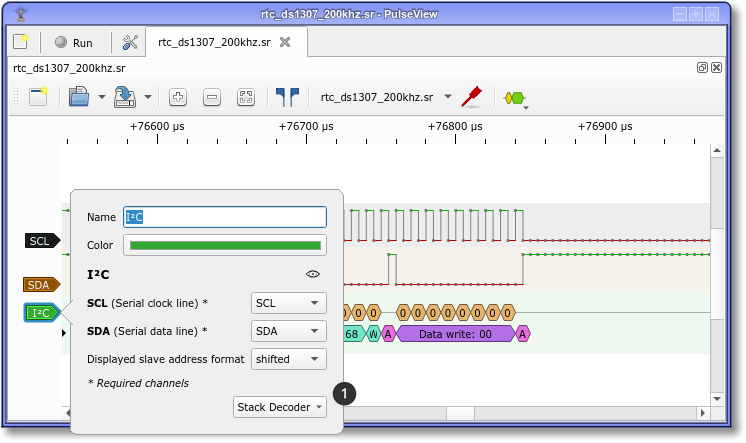 rtc_ds1307_200khz.sr - PulseView
Run
rtc_ds1307_200khz.sr
rtc_ds1307_200khz.sr
rtc_ds1307_200khz.sr
+76600 µs +76700 µs +76800 µs +76900 µs
Name I²C
Color
SCL
I²C
SDA
I²C
SCL (Serial clock line) * SCL
0 0 0 0 0 0 0 0 0 0 0
SDA (Serial data line) * SDA
68 W A Data write: 00 A
Displayed slave address format shifted
* Required channels
1
Stack Decoder